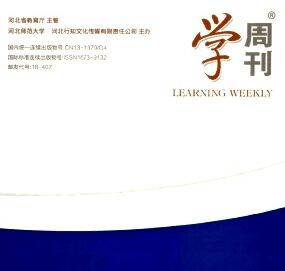 河北省教育厅 主管
河北师范大学 河北行知文化传媒有限责任公司 主办
国内统一连续出版物号 CN13-1379/G4
国际标准连续出版物号 ISSN1673-9132
邮发代号:18-407
学周刊®
LEARNING WEEKLY